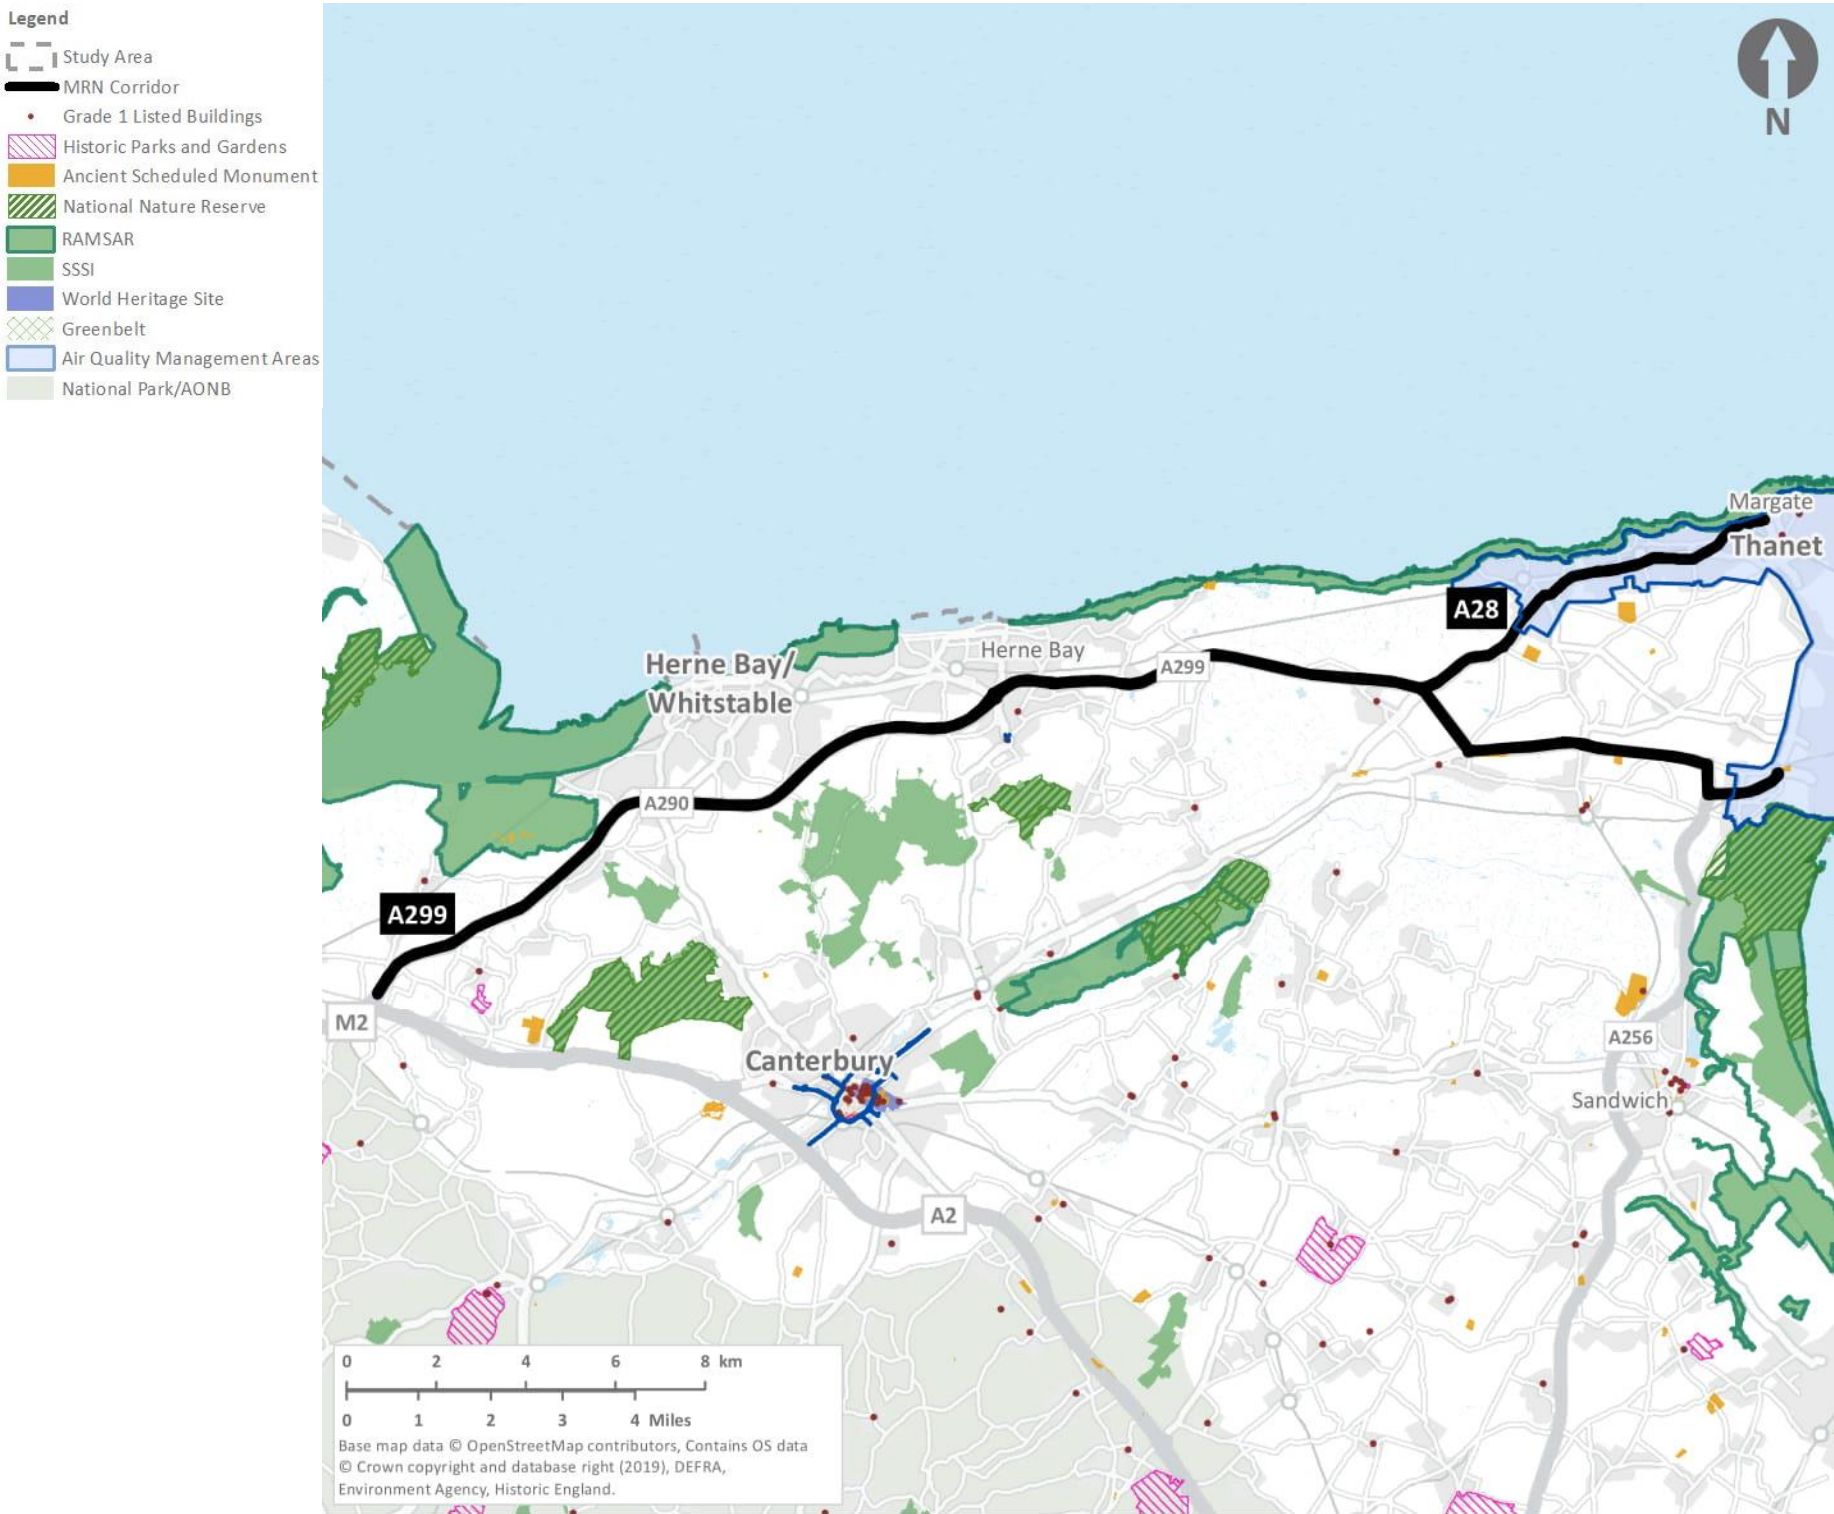 Legend
Study Area
MRN Corridor
Grade 1 Listed Buildings
Historic Parks and Gardens
Ancient Scheduled Monument
National Nature Reserve
RAMSAR
SSSI
World Heritage Site
Greenbelt
Air Quality Management Areas
National Park/AONB
N
Margate
Thanet
A28
Herne Bay
A299
Herne Bay/
Whitstable
A290
A299
M2
A256
Canterbury
Sandwich
A2
0 2 4 6 8 km
0 1 2 3 4 Miles
Base map data © OpenStreetMap contributors, Contains OS data
© Crown copyright and database right (2019), DEFRA,
Environment Agency, Historic England.